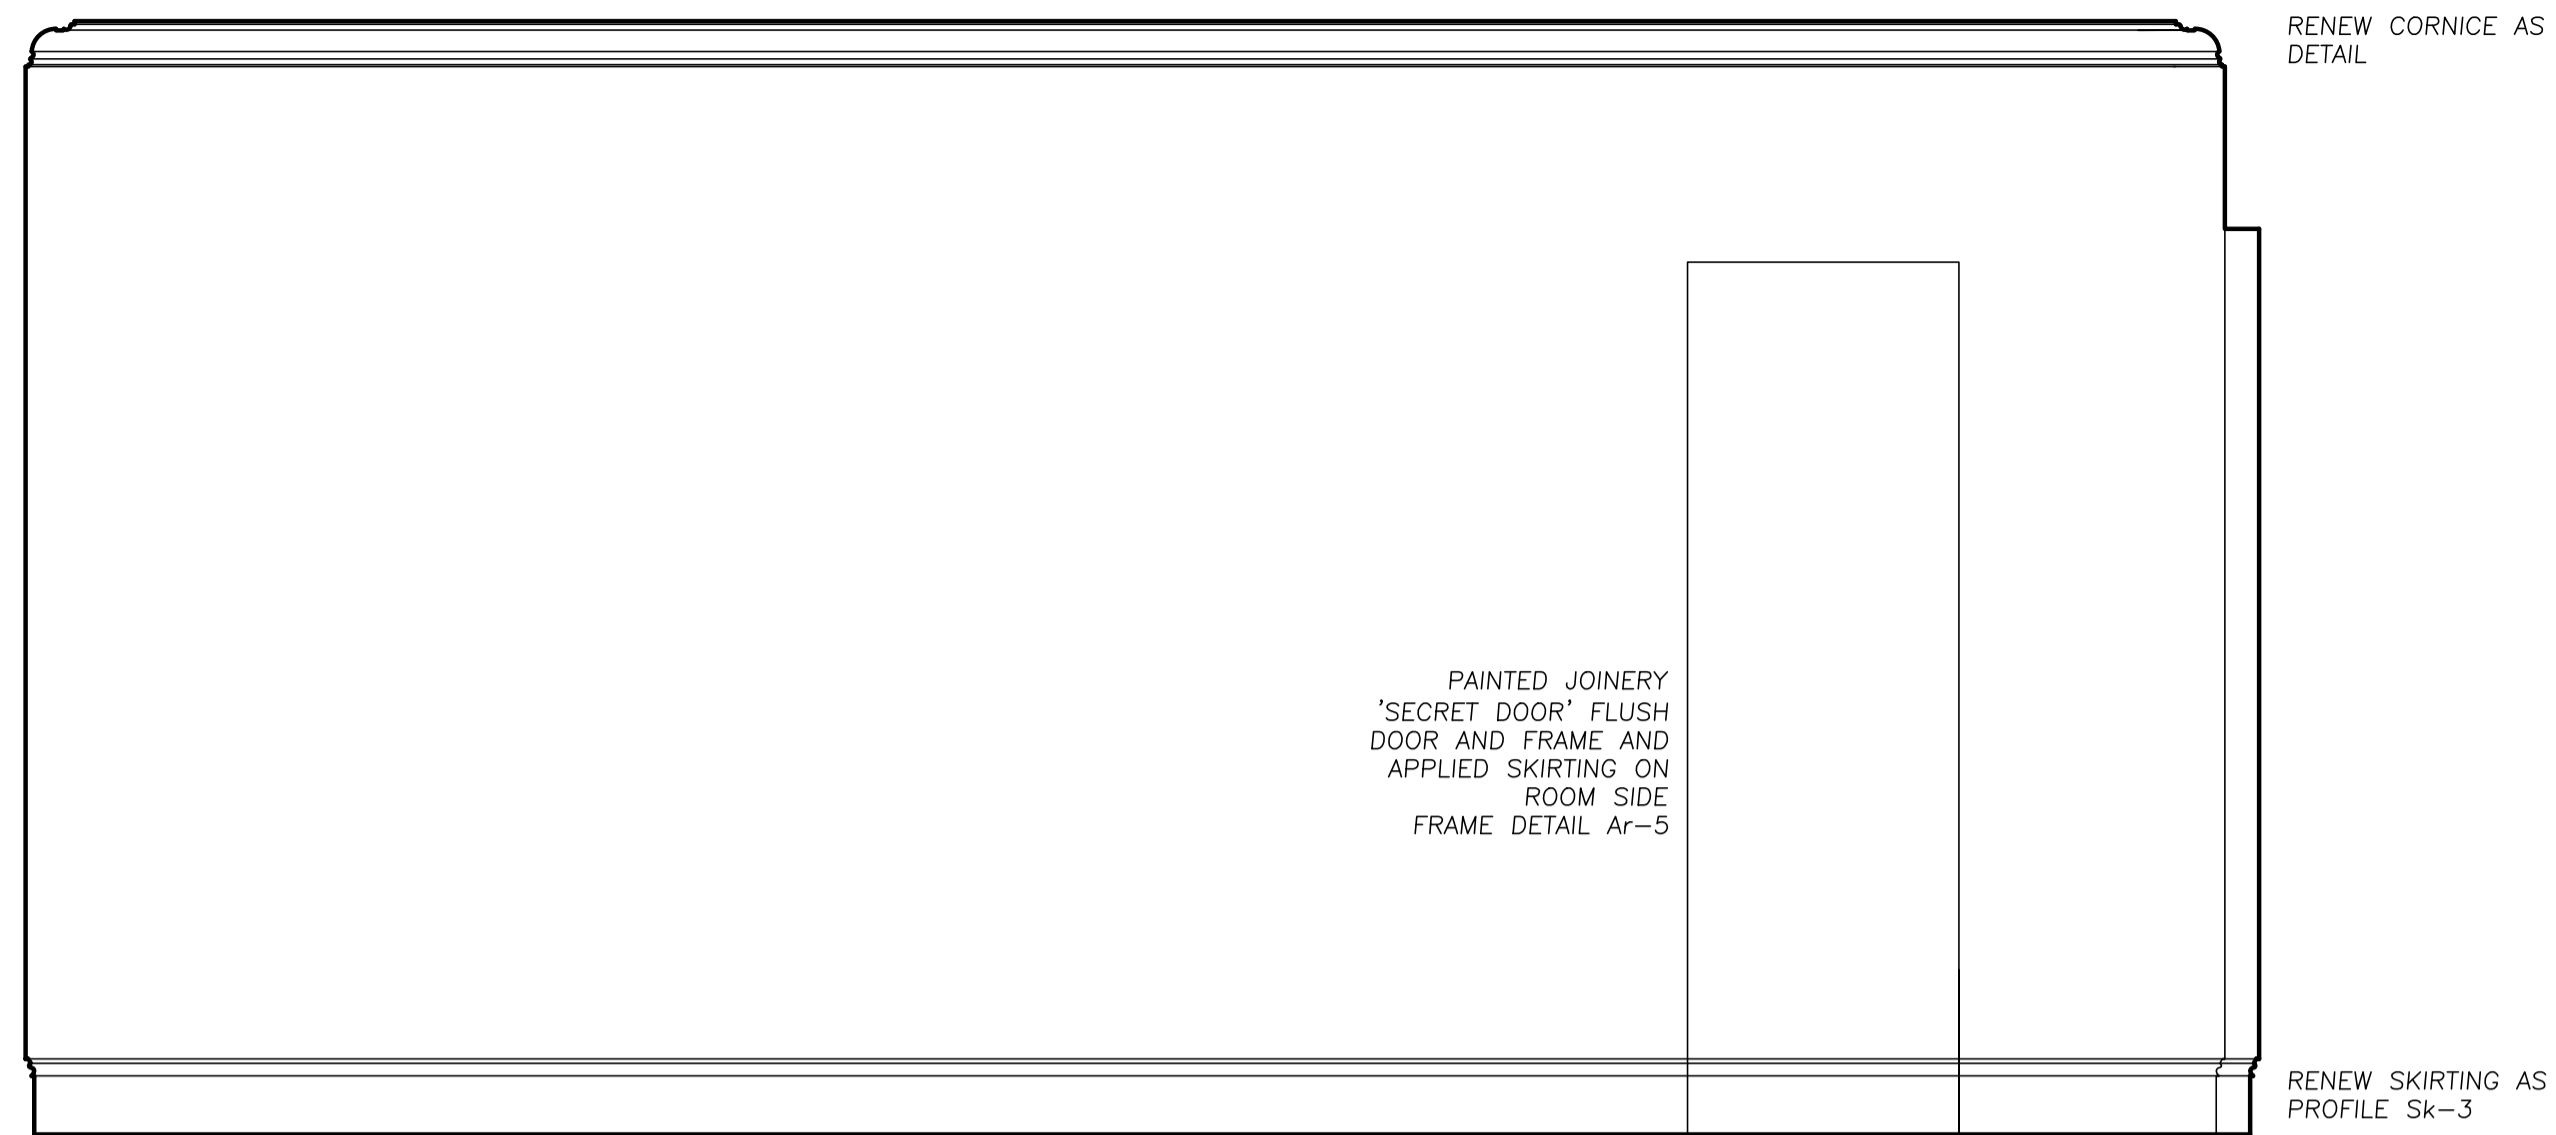 RENEW CORNICE AS
DETAIL
PAINTED JOINERY
'SECRET DOOR' FLUSH
DOOR AND FRAME AND
APPLIED SKIRTING ON
ROOM SIDE
FRAME DETAIL Ar-5
RENEW SKIRTING AS
PROFILE Sk-3